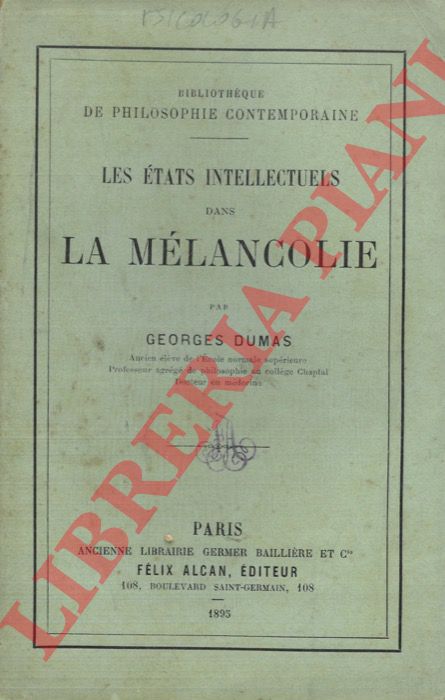 PSICOLOGIA
BIBLIOTHÈQUE
DE PHILOSOPHIE CONTEMPORAINE
LES ÉTATS INTELLECTUELS
DANS
LA MÉLANCOLIE
PAR
GEORGES DUMAS
Ancien élève de l'École normale supérieure
Professeur agrégé de philosophie au collège Chaptal
Docteur en médecine
PARIS
ANCIENNE LIBRAIRIE GERMER BAILLIÈRE ET Cie
FÉLIX ALCAN, ÉDITEUR
108, BOULEVARD SAINT-GERMAIN, 108
1895
LIBRERIA PIANI